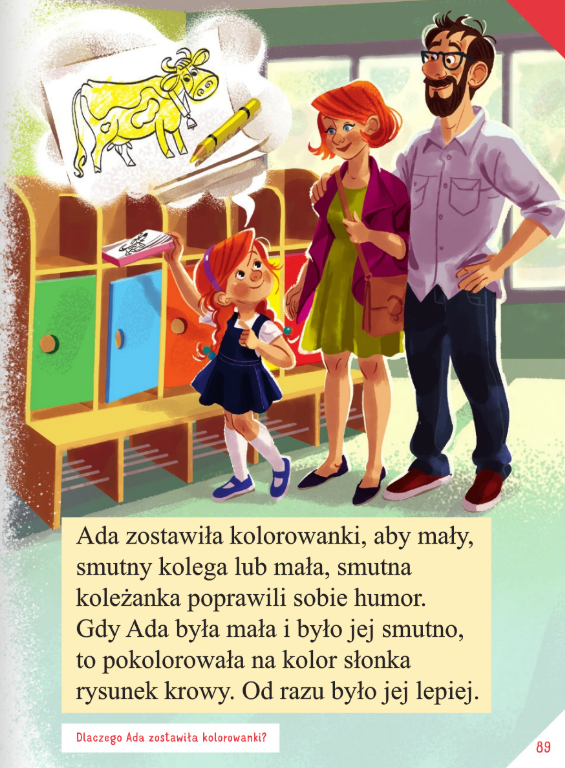 Ada zostawiła kolorowanki, aby mały,
smutny kolega lub mała, smutna
koleżanka poprawili sobie humor.
Gdy Ada była mała i było jej smutno,
to pokolorowała na kolor słonka
rysunek krowy. Od razu było jej lepiej.
Dlaczego Ada zostawiła kolorowanki?
89